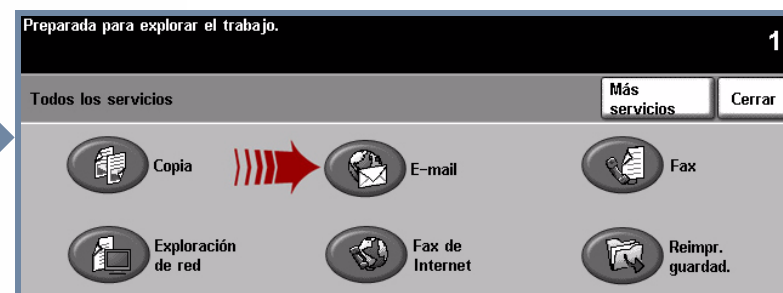 Preparada para explorar el trabajo.
1
Todos los servicios
Más
servicios
Cerrar
Copia
E-mail
Fax
Exploración
de red
Fax de
Internet
Reimpr.
guardad.